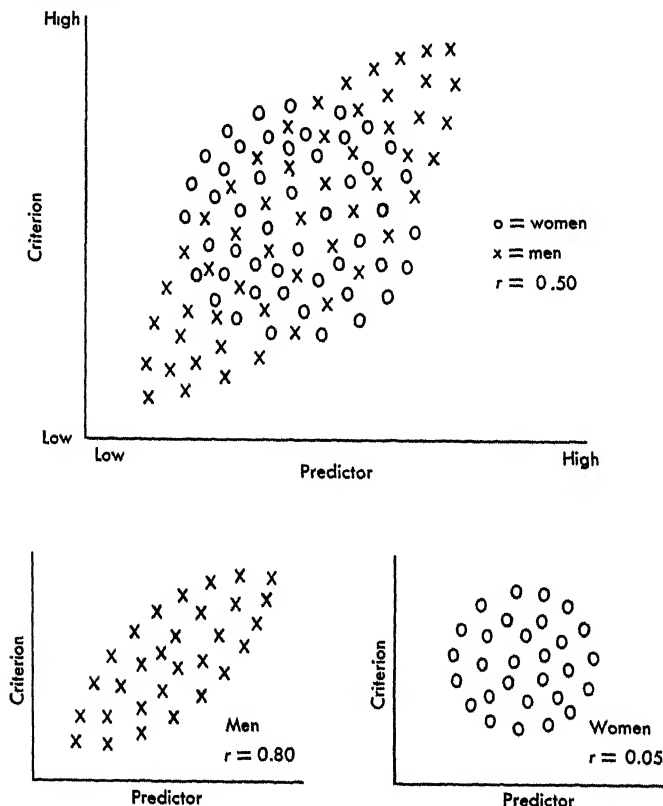 High
Criterion
o = women
x = men
r = 0.50
Low
Low
Predictor
High
Criterion
Men
r = 0.80
Predictor
Criterion
Women
r = 0.05
Predictor